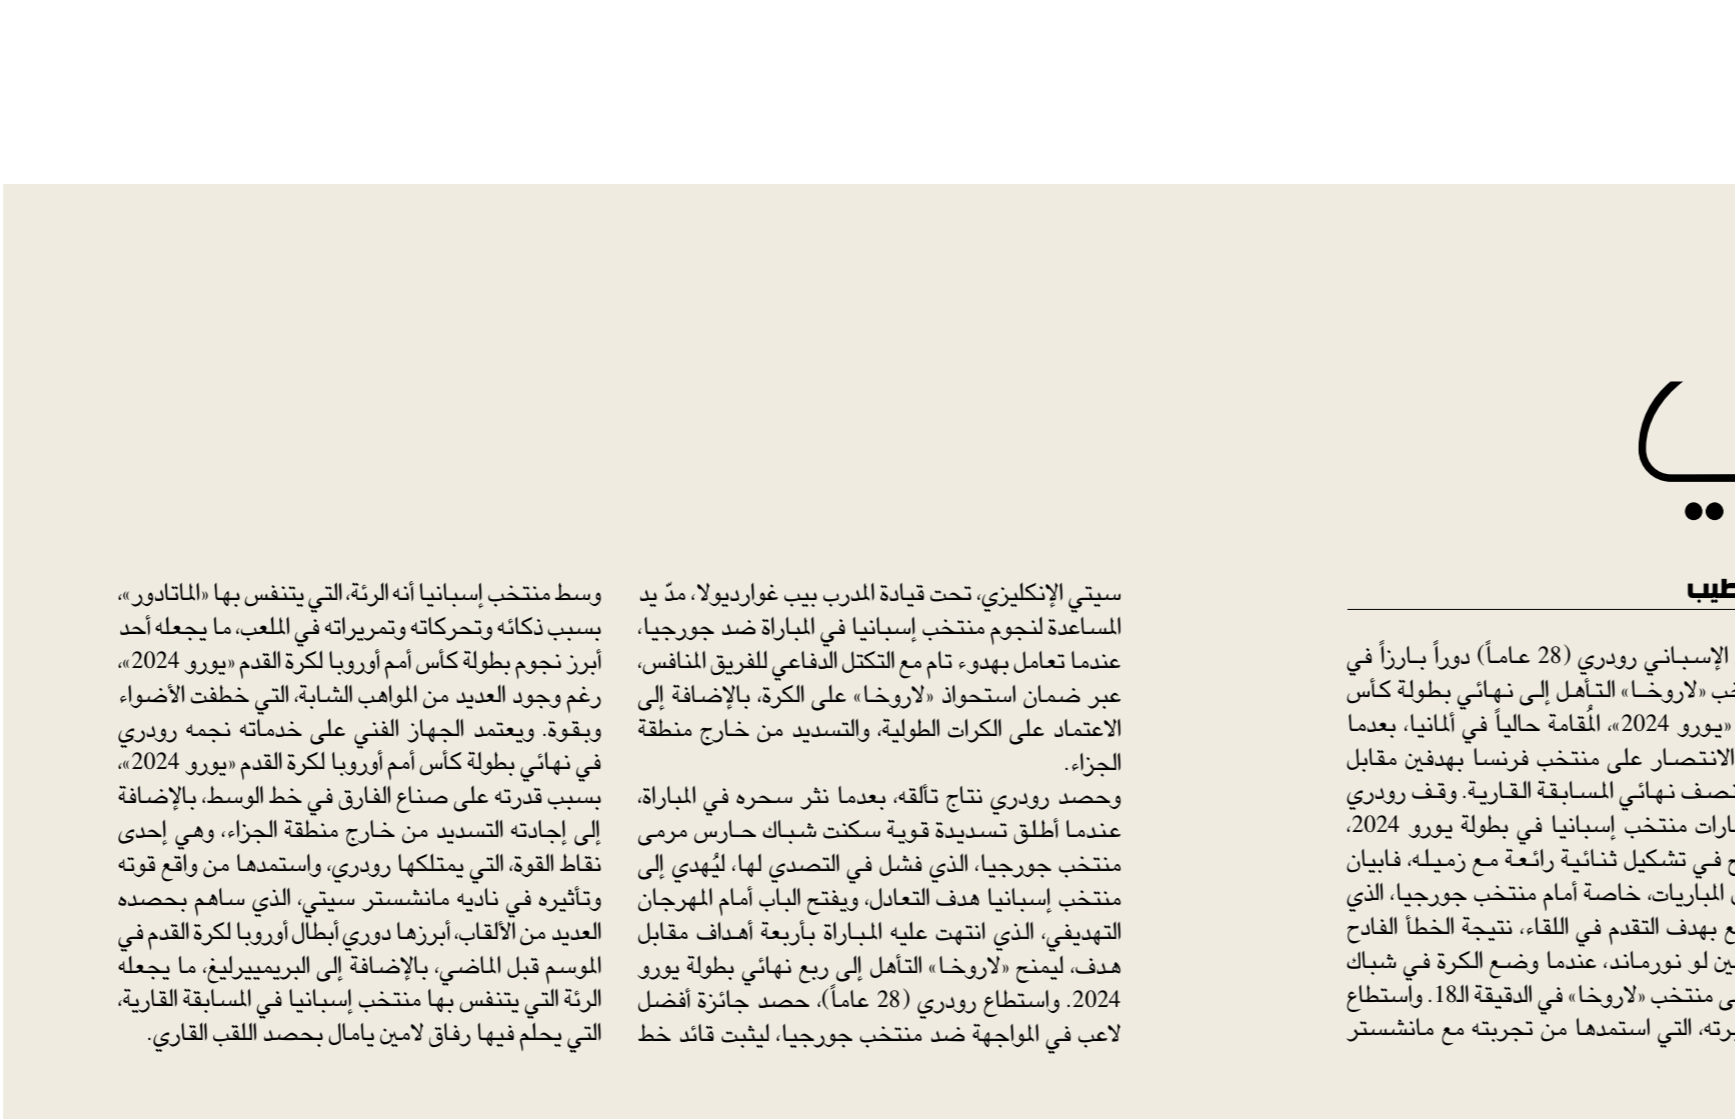 طيب
الإسباني رودري (28 عاماً) دوراً بارزاً في
«لاروخا» التأهل إلى نهائي بطولة كأس
«يورو 2024»، المُقامة حالياً في ألمانيا، بعدما
الانتصار على منتخب فرنسا بهدفين مقابل
نصف نهائي المسابقة القارية. وقف رودري
منتخب إسبانيا في بطولة يورو 2024،
في تشكيل ثنائية رائعة مع زميله، فابيان
المباريات، خاصة أمام منتخب جورجيا، الذي
بهدف التقدم في اللقاء، نتيجة الخطأ الفادح
لو نورماند، عندما وضع الكرة في شباك
منتخب «لاروخا» في الدقيقة الـ18. واستطاع
التي استمدها من تجربته مع مانشستر
سيتي الإنكليزي، تحت قيادة المدرب بيب غوارديولا، مدّ يد
المساعدة لنجوم منتخب إسبانيا في المباراة ضد جورجيا،
عندما تعامل بهدوء تام مع التكتل الدفاعي للفريق المنافس،
عبر ضمان استحواذ «لاروخا» على الكرة، بالإضافة إلى
الاعتماد على الكرات الطولية، والتسديد من خارج منطقة
الجزاء.
وحصد رودري نتاج تألقه، بعدما نثر سحره في المباراة،
عندما أطلق تسديدة قوية سكنت شباك حارس مرمى
منتخب جورجيا، الذي فشل في التصدي لها، ليُهدي إلى
منتخب إسبانيا هدف التعادل، ويفتح الباب أمام المهرجان
التهديفي، الذي انتهت عليه المباراة بأربعة أهداف مقابل
هدف، ليمنح «لاروخا» التأهل إلى ربع نهائي بطولة يورو
2024. واستطاع رودري (28 عاماً)، حصد جائزة أفضل
لاعب في المواجهة ضد منتخب جورجيا، ليثبت قائد خط
وسط منتخب إسبانيا أنه الرئة، التي يتنفس بها «الماتادور»،
بسبب ذكائه وتحركاته وتمريراته في الملعب، ما يجعله أحد
أبرز نجوم بطولة كأس أمم أوروبا لكرة القدم «يورو 2024»،
رغم وجود العديد من المواهب الشابة، التي خطفت الأضواء
وبقوة. ويعتمد الجهاز الفني على خدماته نجمه رودري
في نهائي بطولة كأس أمم أوروبا لكرة القدم «يورو 2024»،
بسبب قدرته على صناع الفارق في خط الوسط، بالإضافة
إلى إجادته التسديد من خارج منطقة الجزاء، وهي إحدى
نقاط القوة، التي يمتلكها رودري، واستمدها من واقع قوته
وتأثيره في ناديه مانشستر سيتي، الذي ساهم بحصده
العديد من الألقاب، أبرزها دوري أبطال أوروبا لكرة القدم في
الموسم قبل الماضي، بالإضافة إلى البريمييرليغ، ما يجعله
الرئة التي يتنفس بها منتخب إسبانيا في المسابقة القارية،
التي يحلم فيها رفاق لامين يامال بحصد اللقب القاري.